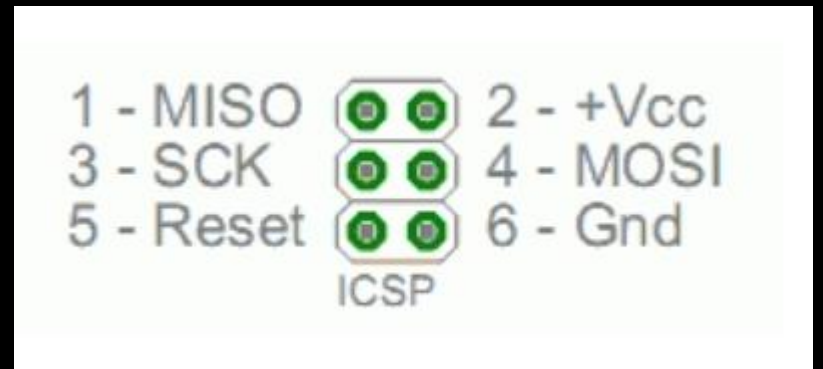 1 - MISO 2 - +Vcc
3 - SCK 4 - MOSI
5 - Reset 6 - Gnd
ICSP